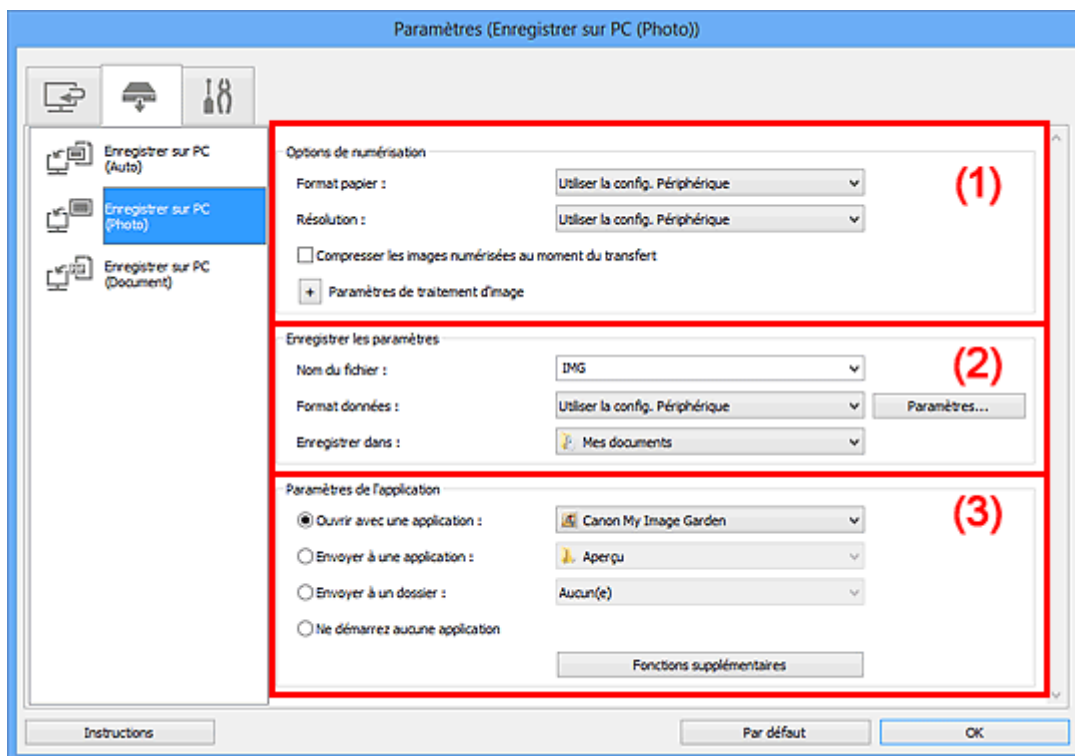 Paramètres (Enregistrer sur PC (Photo))
Enregistrer sur PC
(Auto)
Enregistrer sur PC
(Photo)
Enregistrer sur PC
(Document)
Options de numérisation
(1)
Format papier : Utiliser la config. Périphérique
Résolution : Utiliser la config. Périphérique
Compresser les images numérisées au moment du transfert
+ Paramètres de traitement d'image
Enregistrer les paramètres
(2)
Nom du fichier : IMG
Format données : Utiliser la config. Périphérique Paramètres...
Enregistrer dans : Mes documents
Paramètres de l'application
(3)
Ouvrir avec une application : Canon My Image Garden
Envoyer à une application : Aperçu
Envoyer à un dossier : Aucun(e)
Ne démarrez aucune application
Fonctions supplémentaires
Instructions Par défaut OK